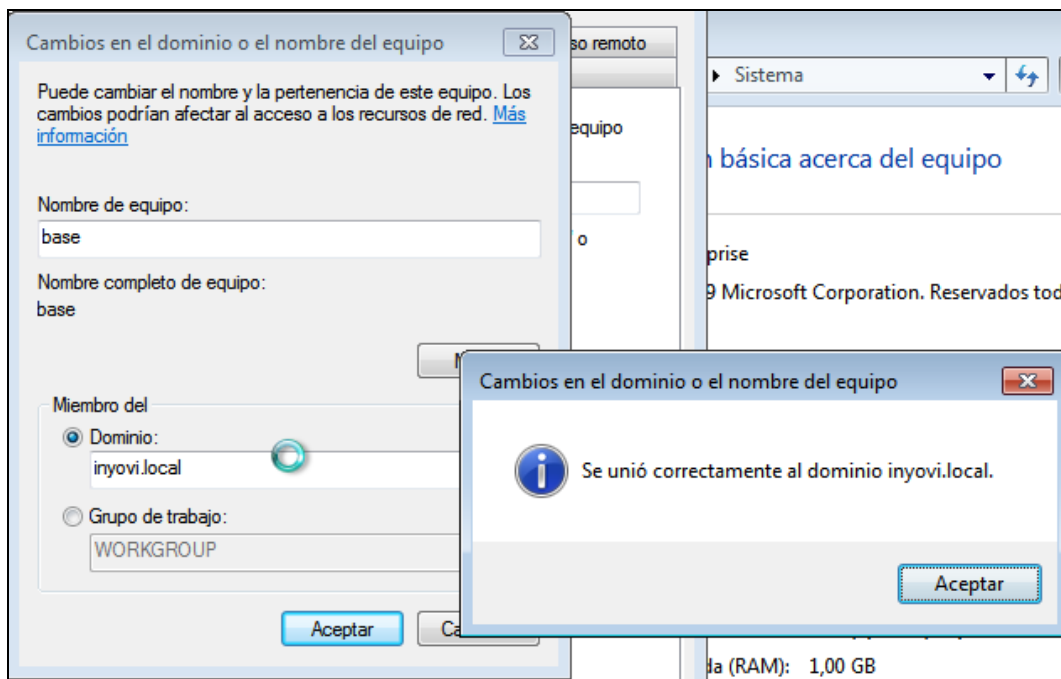 Cambios en el dominio o el nombre del equipo
Puede cambiar el nombre y la pertenencia de este equipo. Los
cambios podrían afectar al acceso a los recursos de red. Más
información
Nombre de equipo:
base
Nombre completo de equipo:
base
Miembro del
Dominio:
inyovi.local
Grupo de trabajo:
WORKGROUP
Aceptar
Ca
so remoto
equipo
o
Sistema
n básica acerca del equipo
prise
9 Microsoft Corporation. Reservados tod
Cambios en el dominio o el nombre del equipo
Se unió correctamente al dominio inyovi.local.
Aceptar
da (RAM): 1,00 GB